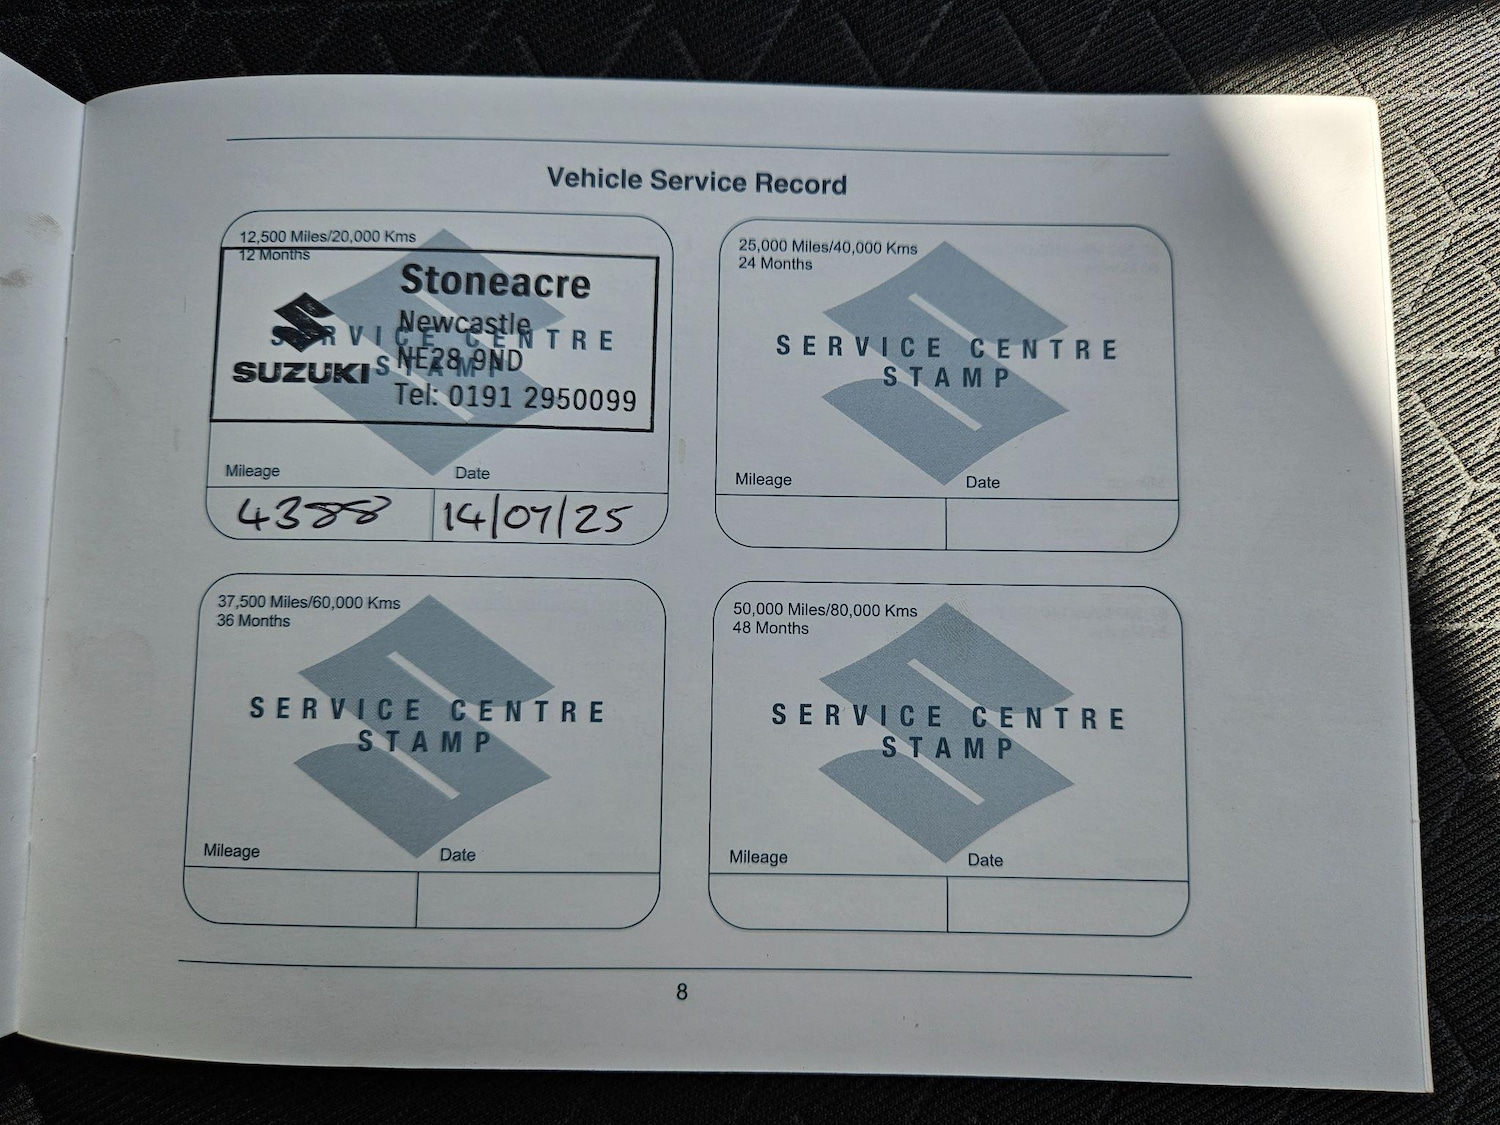 Vehicle Service Record
12,500 Miles/20,000 Kms
12 Months
Stoneacre
Newcastle
NE28 9ND
Tel: 0191 2950099
SUZUKI
SERVICE CENTRE
STAMP
Mileage
Date
4388
14/07/25
25,000 Miles/40,000 Kms
24 Months
SERVICE CENTRE
STAMP
Mileage
Date
37,500 Miles/60,000 Kms
36 Months
SERVICE CENTRE
STAMP
Mileage
Date
50,000 Miles/80,000 Kms
48 Months
SERVICE CENTRE
STAMP
Mileage
Date
8